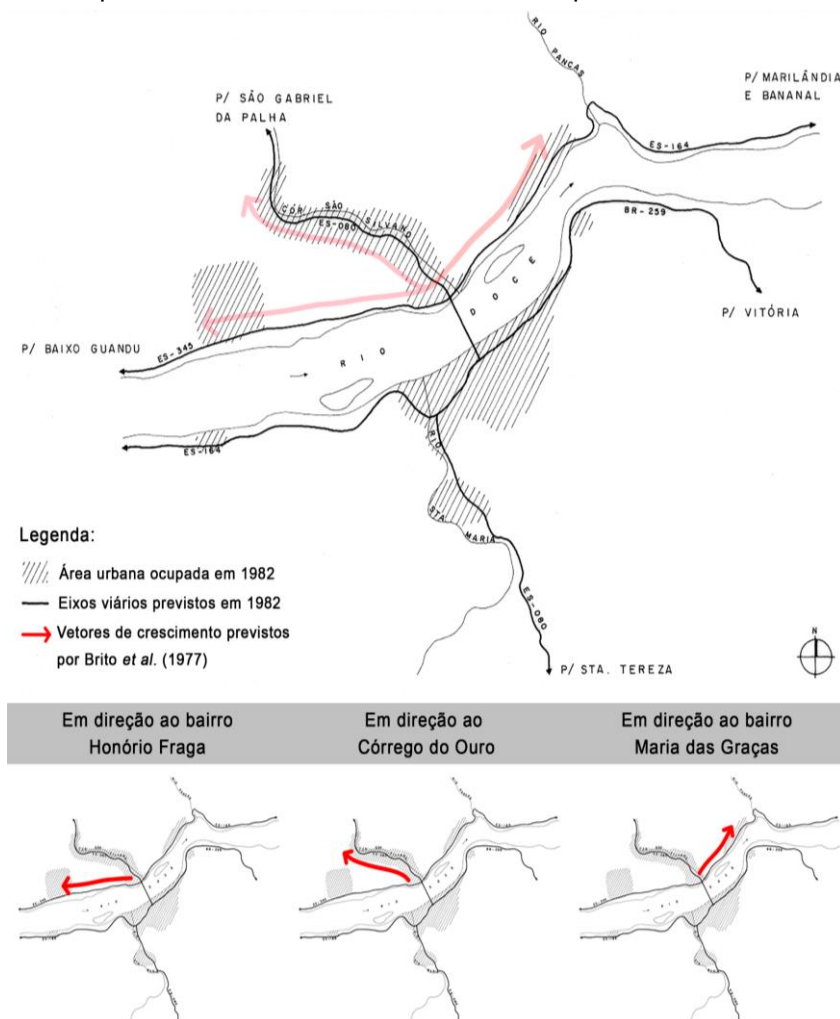 RIO PANCAS
P/ SÃO GABRIEL
DA PALHA
P/ MARILÂNDIA
E BANANAL
ES-164
CÓR SÃO SILVANO
ES-080
BR-259
RIO DOCE
P/ VITÓRIA
P/ BAIXO GUANDU
ES-345
ES-164
RIO STA MARIA
ES-080
P/ STA. TEREZA
N
Legenda:
Área urbana ocupada em 1982
Eixos viários previstos em 1982
Vetores de crescimento previstos
por Brito et al. (1977)
Em direção ao bairro
Honório Fraga
Em direção ao
Córrego do Ouro
Em direção ao bairro
Maria das Graças